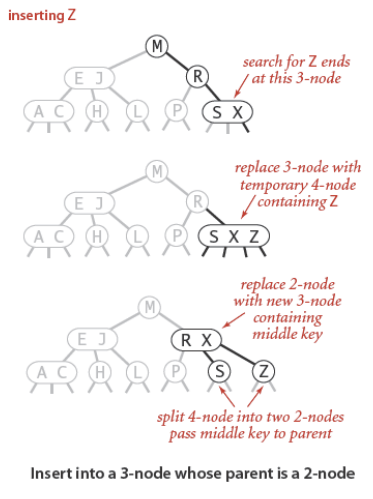 inserting Z
M
search for Z ends
at this 3-node
E J
R
A C H L P S X
replace 3-node with
temporary 4-node
containing Z
M
E J
R
A C H L P S X Z
replace 2-node
with new 3-node
containing
middle key
M
E J
R X
A C H L P S Z
split 4-node into two 2-nodes
pass middle key to parent
Insert into a 3-node whose parent is a 2-node